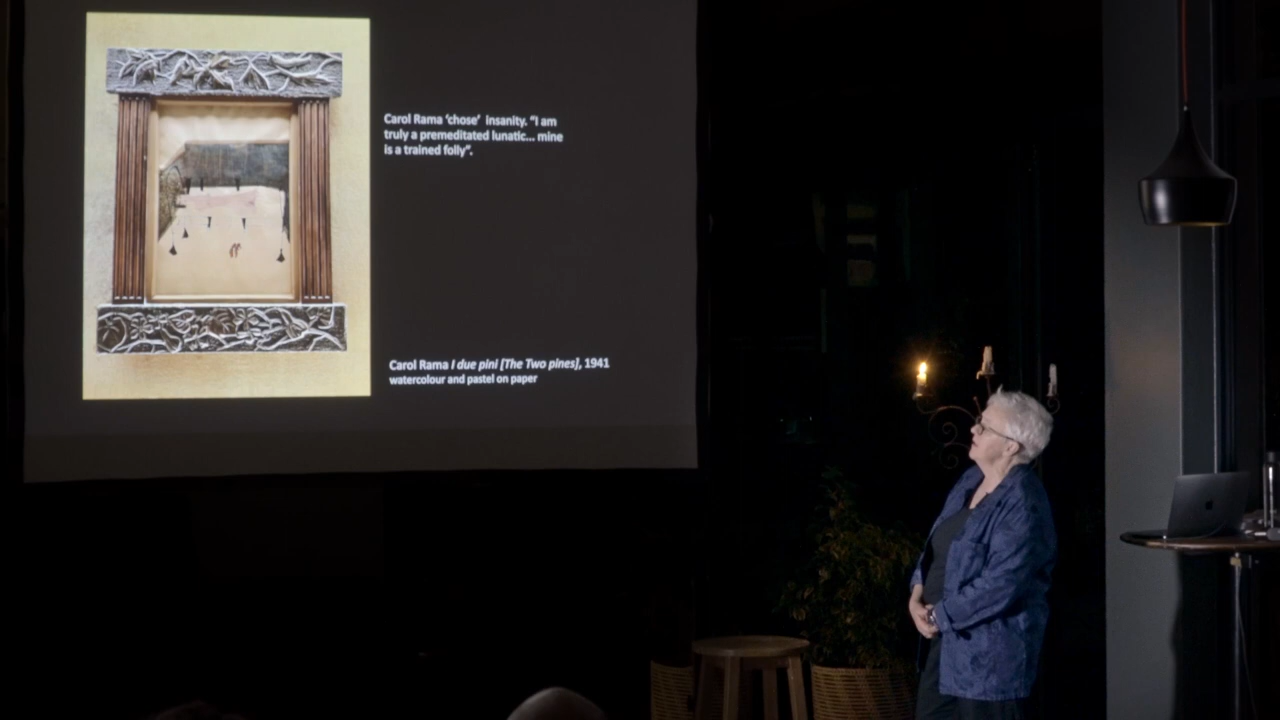 Carol Rama ‘chose’ insanity. “I am
truly a premeditated lunatic... mine
is a trained folly”.
Carol Rama I due pini [The Two pines], 1941
watercolour and pastel on paper